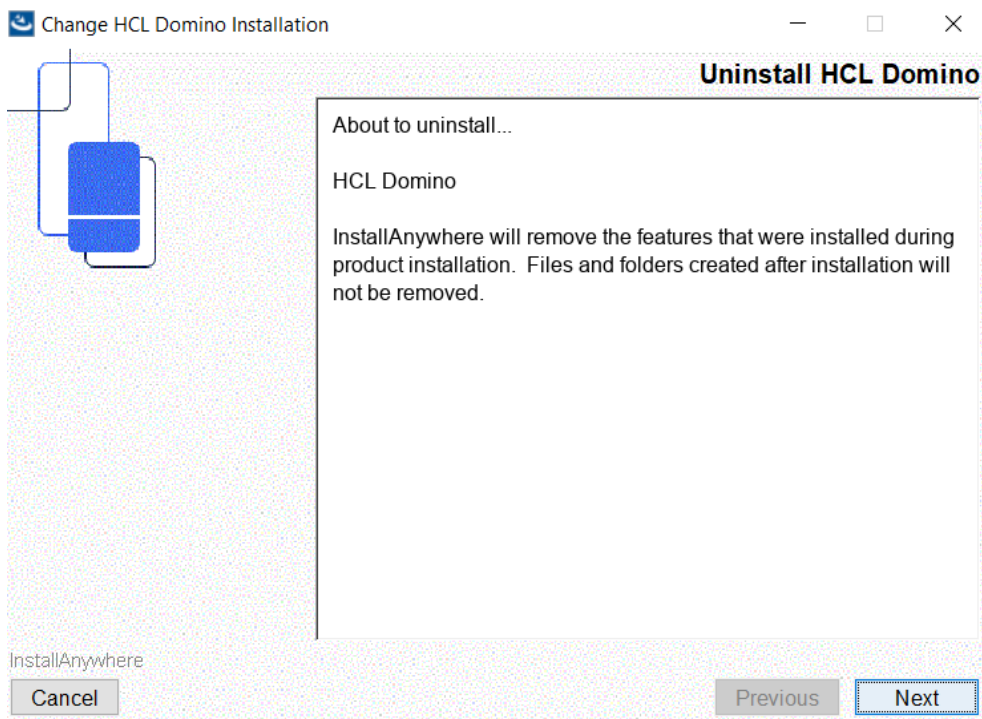 Change HCL Domino Installation
Uninstall HCL Domino
About to uninstall...
HCL Domino
InstallAnywhere will remove the features that were installed during
product installation.  Files and folders created after installation will
not be removed.
InstallAnywhere
Cancel
Previous
Next